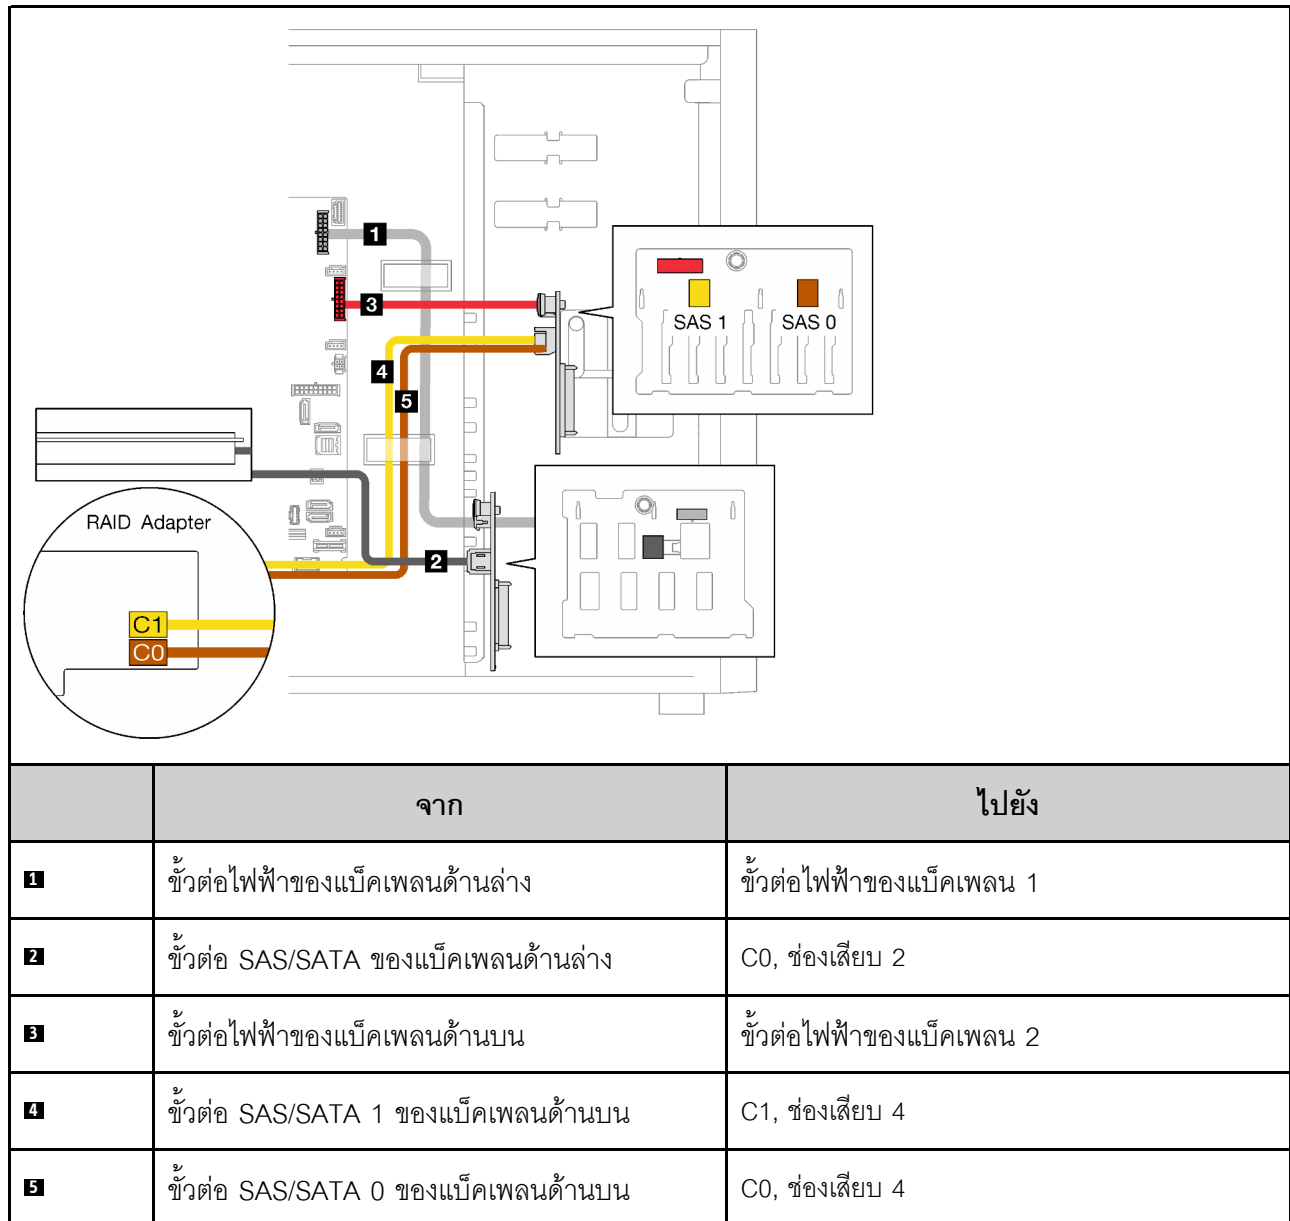 1
3
SAS 1 SAS 0
4
5
RAID Adapter
2
C1
C0
จาก ไปยัง
1 ขั้วต่อไฟฟ้าของแบ็คเพลนด้านล่าง ขั้วต่อไฟฟ้าของแบ็คเพลน 1
2 ขั้วต่อ SAS/SATA ของแบ็คเพลนด้านล่าง C0, ช่องเสียบ 2
3 ขั้วต่อไฟฟ้าของแบ็คเพลนด้านบน ขั้วต่อไฟฟ้าของแบ็คเพลน 2
4 ขั้วต่อ SAS/SATA 1 ของแบ็คเพลนด้านบน C1, ช่องเสียบ 4
5 ขั้วต่อ SAS/SATA 0 ของแบ็คเพลนด้านบน C0, ช่องเสียบ 4